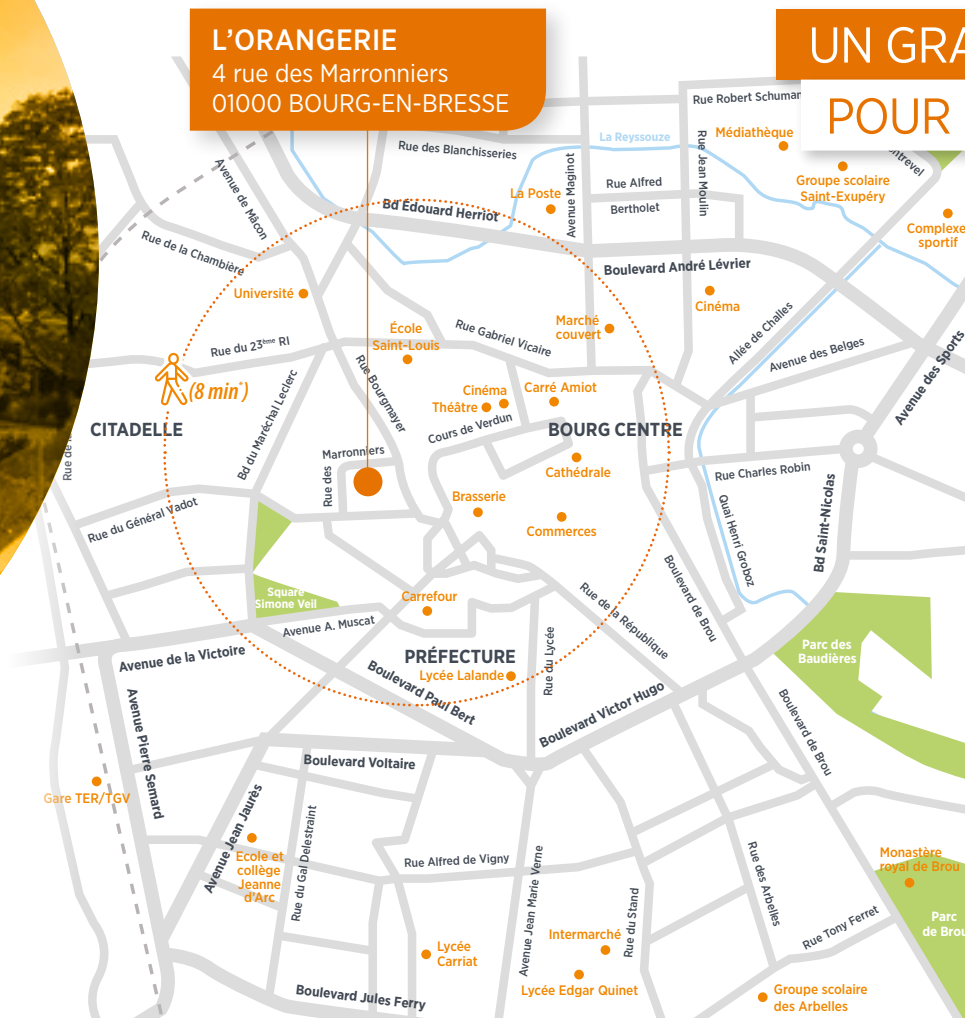 L'ORANGERIE
4 rue des Marronniers
01000 BOURG-EN-BRESSE
UN GRA
POUR
Rue Robert Schuman
Rue des Blanchisseries
La Reyssouze
Médiathèque
Groupe scolaire
Saint-Exupéry
Avenue de Mâcon
La Poste
Avenue Maginot
Rue Alfred
Bertholet
Rue Jean Moulin
Bd Édouard Herriot
Complexe
sportif
Rue de la Chambière
Boulevard André Lévrier
Université
Cinéma
École
Saint-Louis
Rue Gabriel Vicaire
Marché
couvert
Allée de Challes
Avenue des Belges
Avenue des Sports
Rue du 23ème RI
(8 min*)
Rue Bourgmayer
Bd du Maréchal Leclerc
Cinéma
Théâtre
Carré Amiot
Cours de Verdun
CITADELLE
BOURG CENTRE
Marronniers
Rue des
Cathédrale
Rue Charles Robin
Brasserie
Commerces
Quai Henri Groboz
Bd Saint-Nicolas
Rue du Général Vadot
Boulevard de Brou
Square
Simone Veil
Carrefour
Rue de la République
Avenue A. Muscat
Avenue de la Victoire
PRÉFECTURE
Lycée Lalande
Rue du Lycée
Parc des
Baudières
Boulevard Paul Bert
Boulevard Victor Hugo
Boulevard de Brou
Avenue Pierre Semard
Boulevard Voltaire
Gare TER/TGV
Avenue Jean Jaurès
Ecole et
collège
Jeanne
d'Arc
Rue du Gal Delestraint
Rue Alfred de Vigny
Avenue Jean Marie Verne
Rue des Arbelles
Monastère
royal de Brou
Parc
de Brou
Rue Tony Ferret
Rue du Stand
Intermarché
Lycée
Carriat
Lycée Edgar Quinet
Groupe scolaire
des Arbelles
Boulevard Jules Ferry